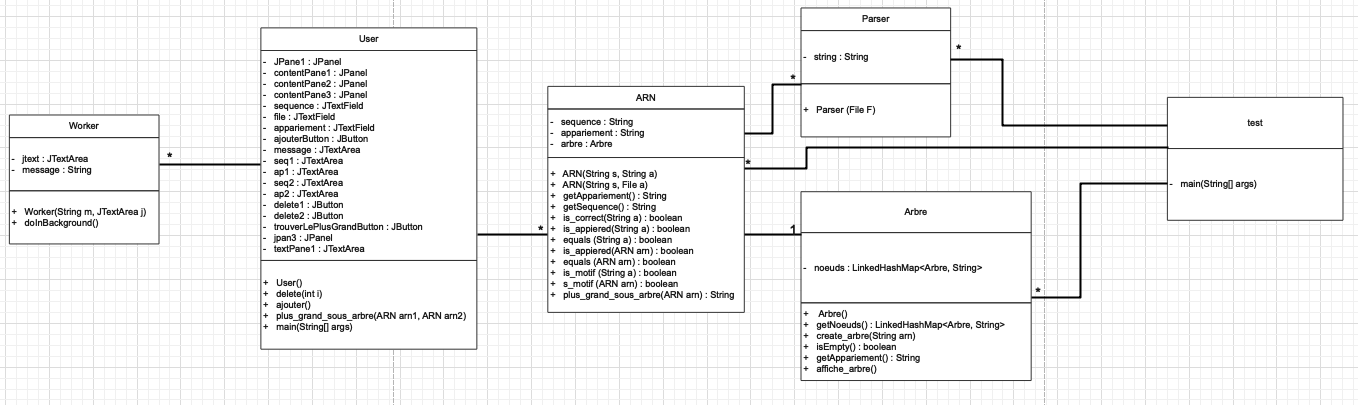 Worker
- jtext : JTextArea
- message : String
+ Worker(String m, JTextArea j)
+ doInBackground()
*
User
- JPane1 : JPanel
- contentPane1 : JPanel
- contentPane2 : JPanel
- contentPane3 : JPanel
- sequence : JTextField
- file : JTextField
- appariement : JTextField
- ajouterButton : JButton
- message : JTextArea
- seq1 : JTextArea
- ap1 : JTextArea
- seq2 : JTextArea
- ap2 : JTextArea
- delete1 : JButton
- delete2 : JButton
- trouverLePlusGrandButton : JButton
- jpan3 : JPanel
- textPane1 : JTextArea
+ User()
+ delete(int i)
+ ajouter()
+ plus_grand_sous_arbre(ARN arn1, ARN arn2)
+ main(String[] args)
*
ARN
- sequence : String
- appariement : String
- arbre : Arbre
+ ARN(String s, String a)
+ ARN(String s, File a)
+ getAppariement() : String
+ getSequence() : String
+ is_correct(String a) : boolean
+ is_appiered(String a) : boolean
+ equals (String a) : boolean
+ is_appiered(ARN arn) : boolean
+ equals (ARN arn) : boolean
+ is_motif (String a) : boolean
+ s_motif (ARN arn) : boolean
+ plus_grand_sous_arbre(ARN arn) : String
*
*
1
Parser
- string : String
+ Parser (File F)
*
Arbre
- noeuds : LinkedHashMap<Arbre, String>
+ Arbre()
+ getNoeuds() : LinkedHashMap<Arbre, String>
+ create_arbre(String arn)
+ isEmpty() : boolean
+ getAppariement() : String
+ affiche_arbre()
*
test
- main(String[] args)